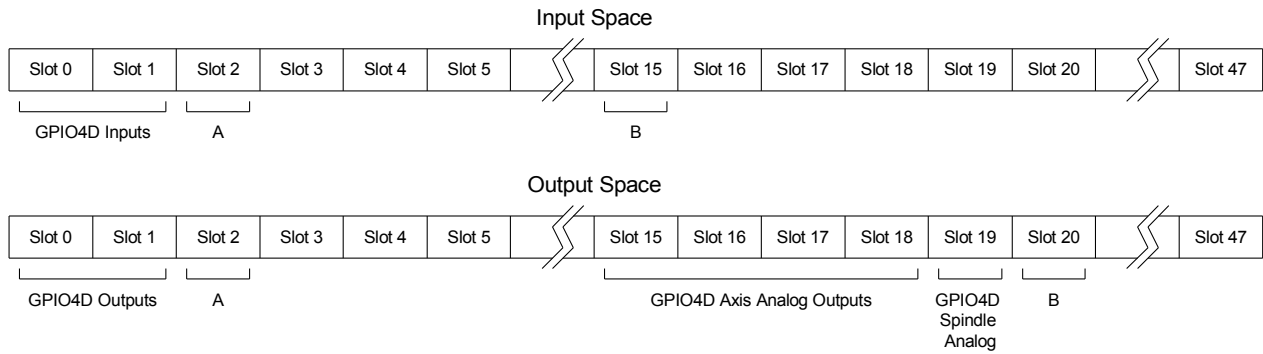 Input Space
Slot 0 Slot 1 Slot 2 Slot 3 Slot 4 Slot 5 Slot 15 Slot 16 Slot 17 Slot 18 Slot 19 Slot 20 Slot 47
GPIO4D Inputs A B
Output Space
Slot 0 Slot 1 Slot 2 Slot 3 Slot 4 Slot 5 Slot 15 Slot 16 Slot 17 Slot 18 Slot 19 Slot 20 Slot 47
GPIO4D Outputs A GPIO4D Axis Analog Outputs GPIO4D B
Spindle
Analog